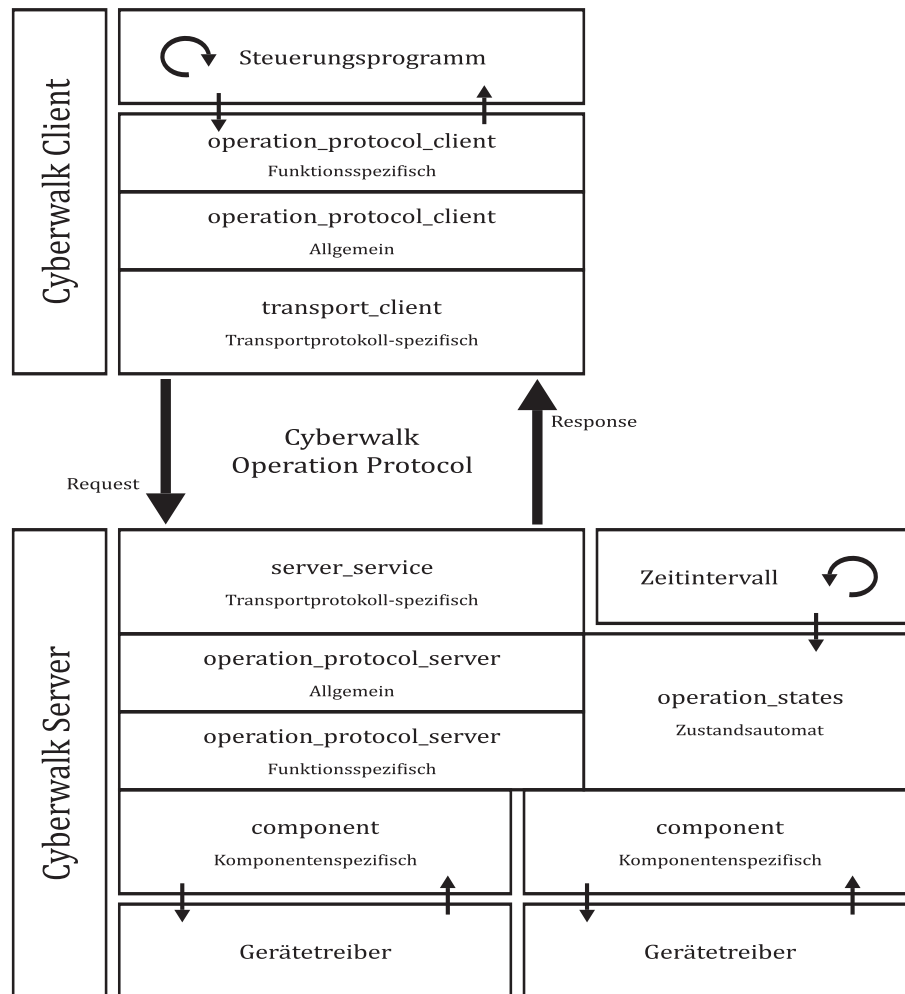 Cyberwalk Client
Steuerungsprogramm
operation_protocol_client
Funktionsspezifisch
operation_protocol_client
Allgemein
transport_client
Transportprotokoll-spezifisch
Request
Cyberwalk
Operation Protocol
Response
Cyberwalk Server
server_service
Transportprotokoll-spezifisch
Zeitintervall
operation_protocol_server
Allgemein
operation_protocol_server
Funktionsspezifisch
operation_states
Zustandsautomat
component
Komponentenspezifisch
component
Komponentenspezifisch
Gerätetreiber
Gerätetreiber